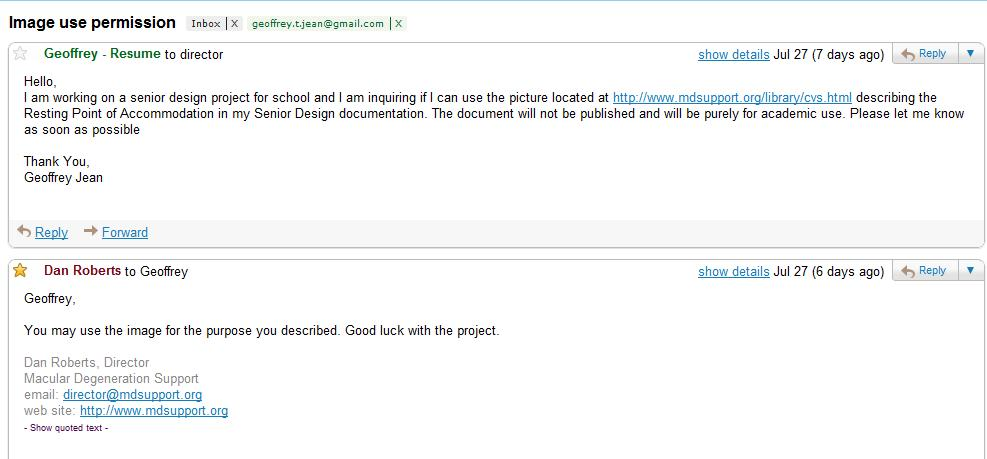 Image use permission Inbox | X geoffrey.t.jean@gmail.com | X
Geoffrey - Resume to director show details Jul 27 (7 days ago) Reply
Hello,
I am working on a senior design project for school and I am inquiring if I can use the picture located at http://www.mdsupport.org/library/cvs.html describing the
Resting Point of Accommodation in my Senior Design documentation. The document will not be published and will be purely for academic use. Please let me know
as soon as possible
Thank You,
Geoffrey Jean
Reply Forward
Dan Roberts to Geoffrey show details Jul 27 (6 days ago) Reply
Geoffrey,
You may use the image for the purpose you described. Good luck with the project.
Dan Roberts, Director
Macular Degeneration Support
email: director@mdsupport.org
web site: http://www.mdsupport.org
- Show quoted text -